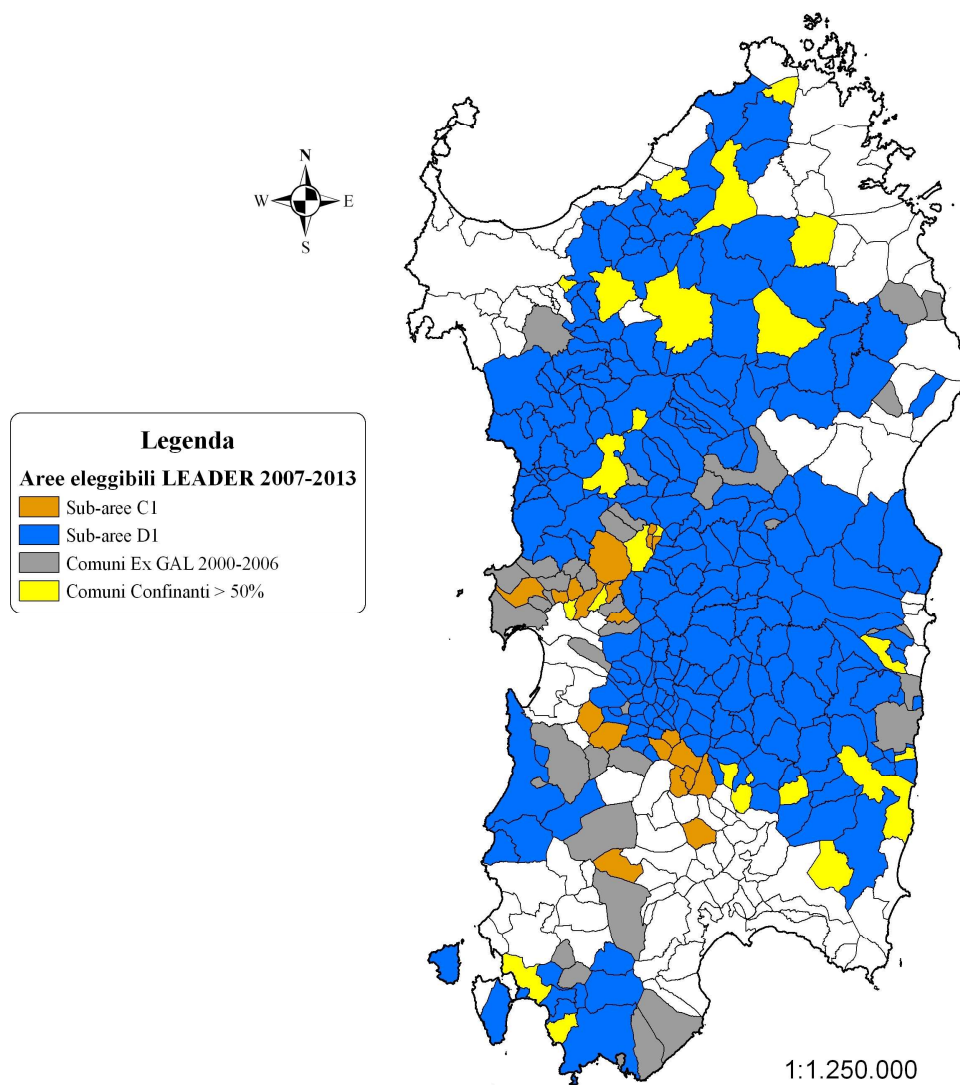 N
W
E
S
Legenda
Aree eleggibili LEADER 2007-2013
Sub-aree C1
Sub-aree D1
Comuni Ex GAL 2000-2006
Comuni Confinanti > 50%
1:1.250.000